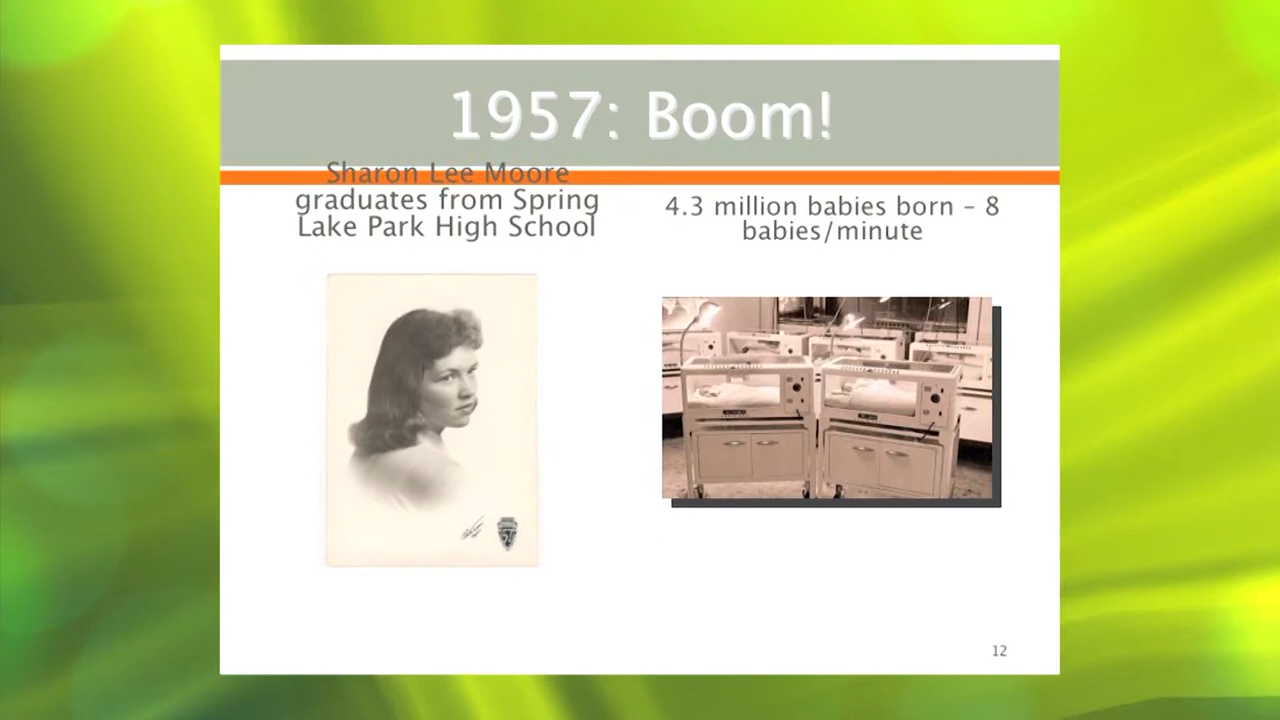 1957: Boom!
Sharon Lee Moore
graduates from Spring
Lake Park High School
4.3 million babies born – 8
babies/minute
12